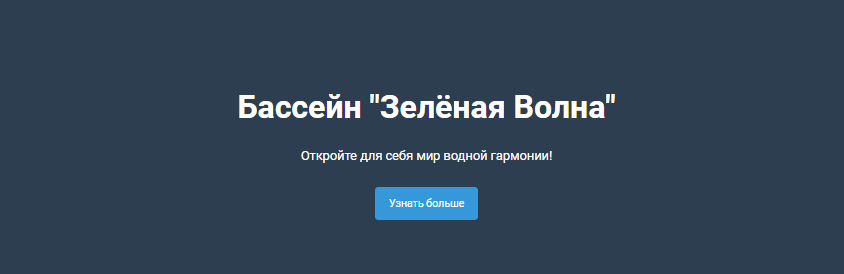 Бассейн "Зелёная Волна"
Откройте для себя мир водной гармонии!
Узнать больше